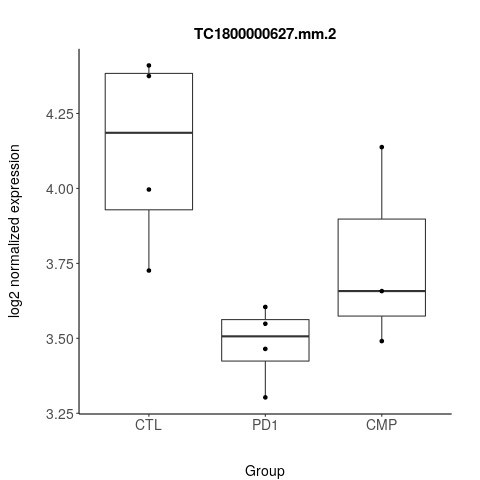 TC1800000627.mm.2
log2 normalized expression
4.25
4.00
3.75
3.50
3.25
CTL
PD1
CMP
Group